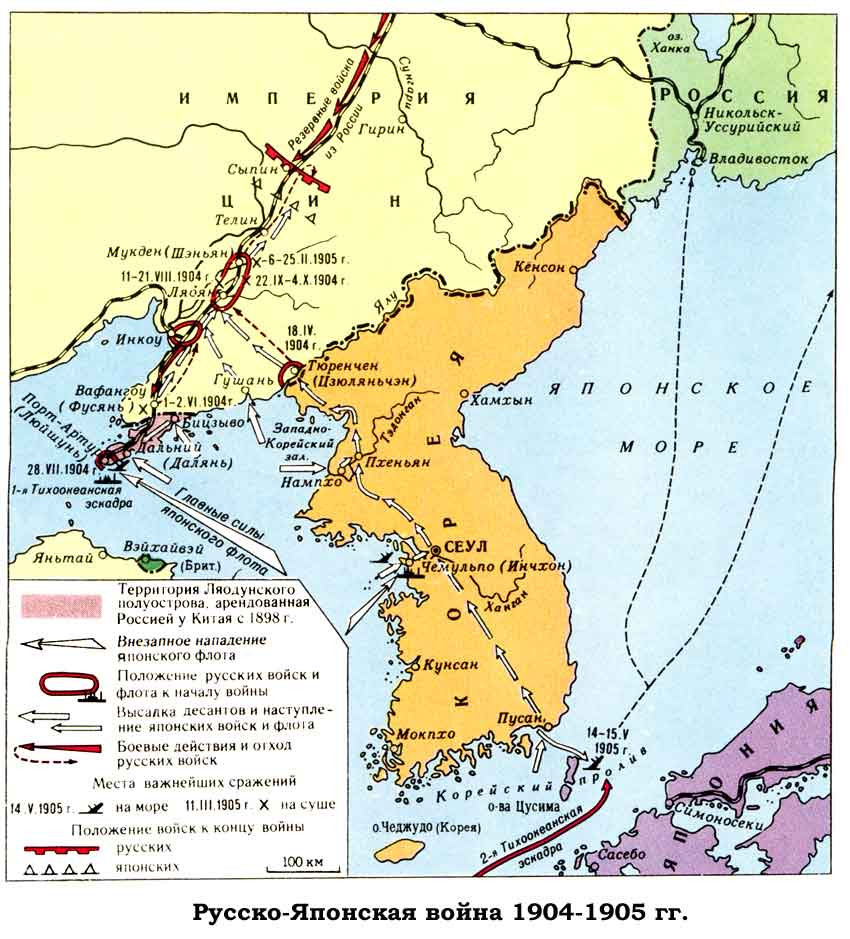 оз.
Ханка
ИМПЕРИЯ
РОССИЯ
Сунгари
Резервные войска
из России
Гирин
Никольск-
Уссурийский
Владивосток
Сыпин
ЦИН
Телин
Мукден (Шэньян)
6-25.II.1905 г.
11-21.VIII.1904 г.
22.IX-4.X.1904 г.
Ляоян
Кёнсон
Ялу
18.IV.
1904 г.
Инкоу
Тюренчен
(Цзюляньчэн)
Гушань
Вафангоу
(Фусянь)
1-2.VI.1904г.
Хамхын
ЯПОНСКОЕ
МОРЕ
Порт-Артур
(Люйшунь)
Бицзыво
Западно-
Корейский
зал.
Тэдонган
Дальний
(Далянь)
28.VII.1904 г.
Пхеньян
Нампхо
1-я Тихоокеанская
эскадра
Главные силы
японского флота
КОРЕЯ
Яньтай
Вэйхайвэй
(Брит.)
СЕУЛ
Чемульпо (Инчхон)
Ханган
Кунсан
Мокпхо
Пусан
14-15.V
1905 г.
Корейский пролив
о-ва Цусима
о.Чеджудо (Корея)
2-я Тихоокеанская
эскадра
ЯПОНИЯ
Симоносеки
Сасебо
Территория Ляодунского
полуострова, арендованная
Россией у Китая с 1898 г.
Внезапное нападение
японского флота
Положение русских войск и
флота к началу войны
Высадка десантов и наступле-
ние японских войск и флота
Боевые действия и отход
русских войск
Места важнейших сражений
14.V.1905 г. на море 11.III.1905 г. X на суше
Положение войск к концу войны
русских
японских
100 км
Русско-Японская война 1904-1905 гг.